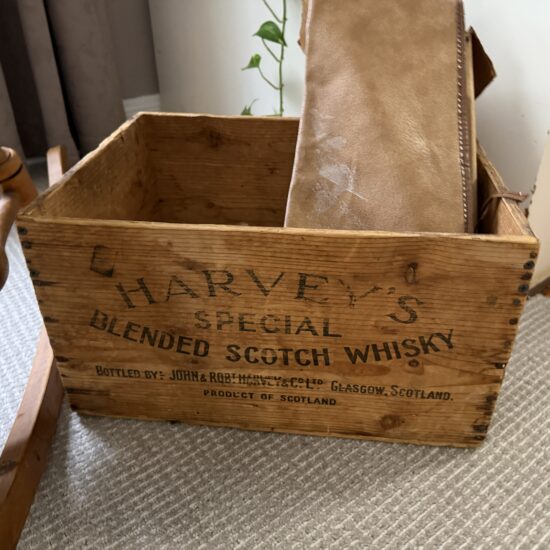 HARVEY'S
SPECIAL
BLENDED SCOTCH WHISKY
BOTTLED BY: JOHN & ROBT HARVEY & CO. LTD GLASGOW, SCOTLAND.
PRODUCT OF SCOTLAND